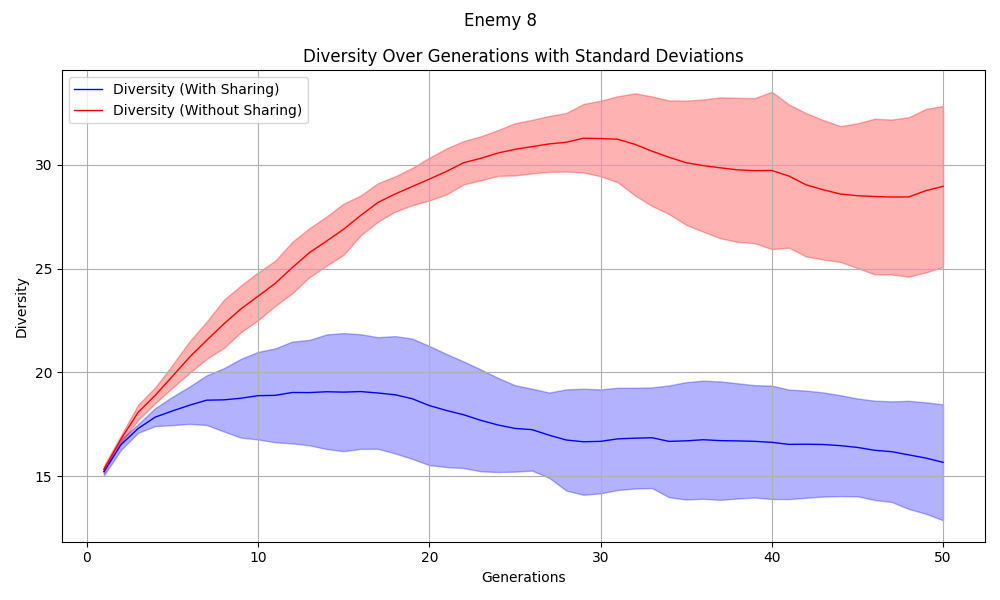 Enemy 8
Diversity Over Generations with Standard Deviations
Diversity (With Sharing)
Diversity (Without Sharing)
Diversity
30
25
20
15
0 10 20 30 40 50
Generations